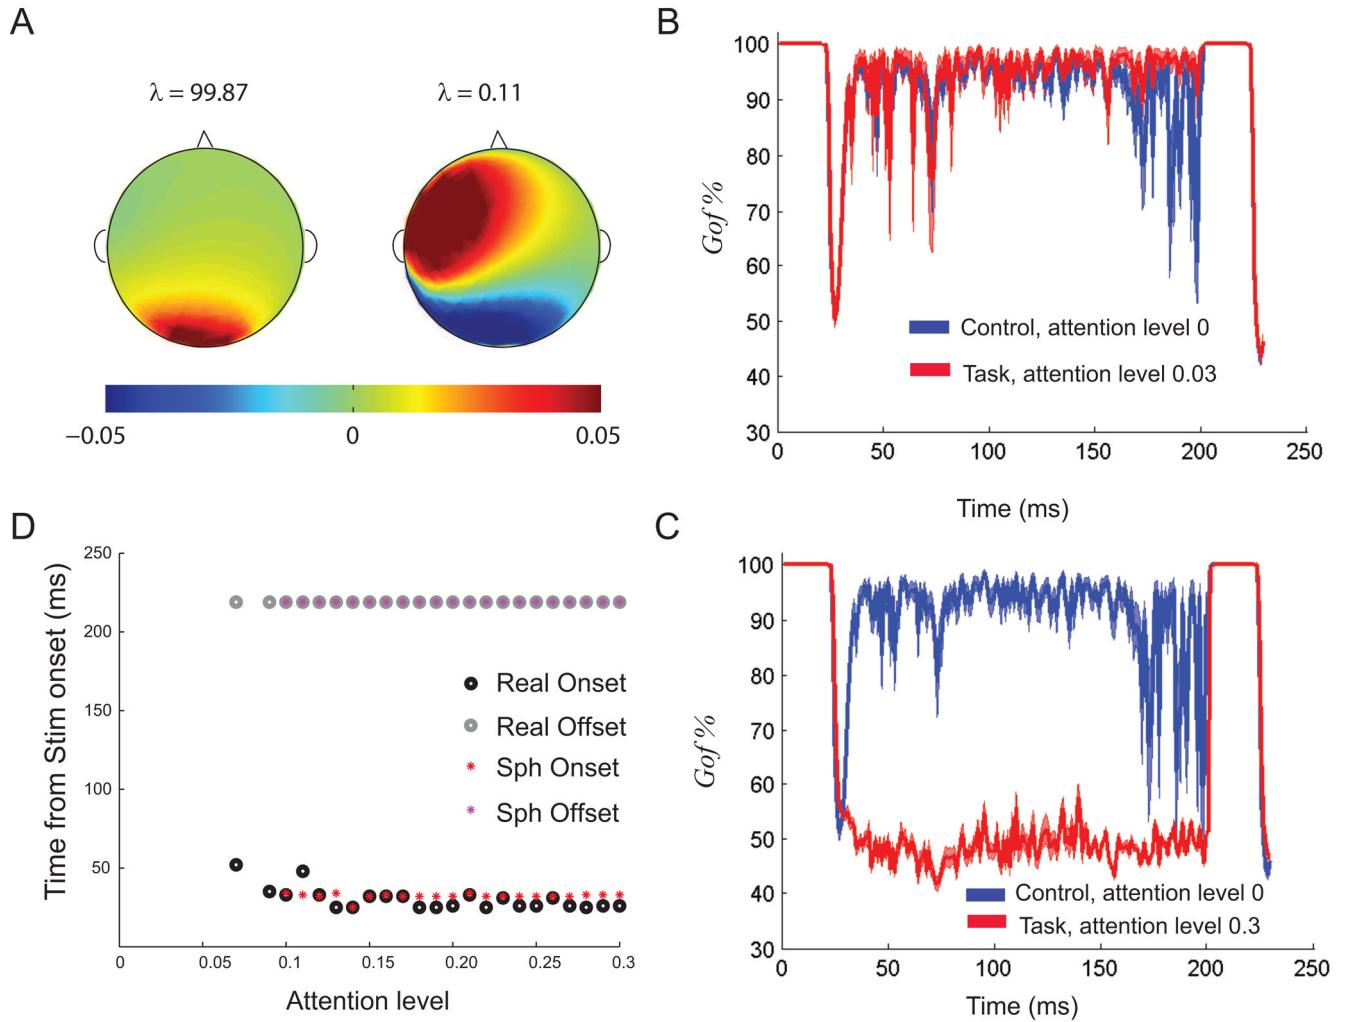 A
λ = 99.87
λ = 0.11
−0.05
0
0.05
B
100
90
80
70
60
50
40
30
Gof %
0
50
100
150
200
250
Time (ms)
Control, attention level 0
Task, attention level 0.03
D
250
200
150
100
50
Time from Stim onset (ms)
Real Onset
Real Offset
Sph Onset
Sph Offset
0
0.05
0.1
0.15
0.20
0.25
0.3
Attention level
C
100
90
80
70
60
50
40
30
Gof %
Control, attention level 0
Task, attention level 0.3
0
50
100
150
200
250
Time (ms)